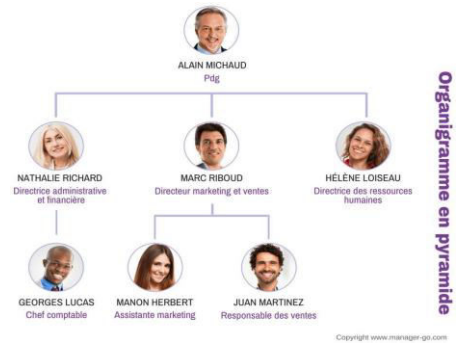 ALAIN MICHAUD
Pdg
NATHALIE RICHARD
Directrice administrative
et financière
MARC RIBOUD
Directeur marketing et ventes
HÉLÈNE LOISEAU
Directrice des ressources
humaines
GEORGES LUCAS
Chef comptable
MANON HERBERT
Assistante marketing
JUAN MARTINEZ
Responsable des ventes
Organigramme en pyramide
Copyright www.manager-go.com